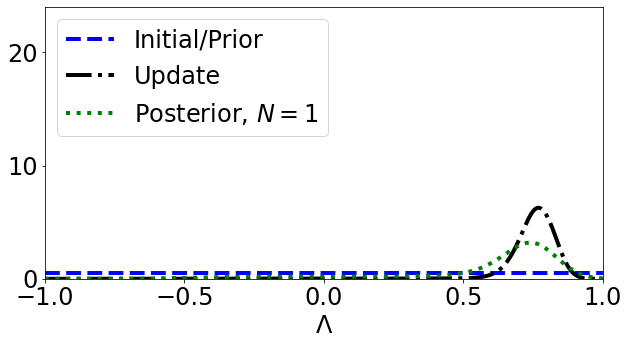 20
10
0
Initial/Prior
Update
Posterior, N = 1
−1.0 −0.5 0.0 0.5 1.0
Λ